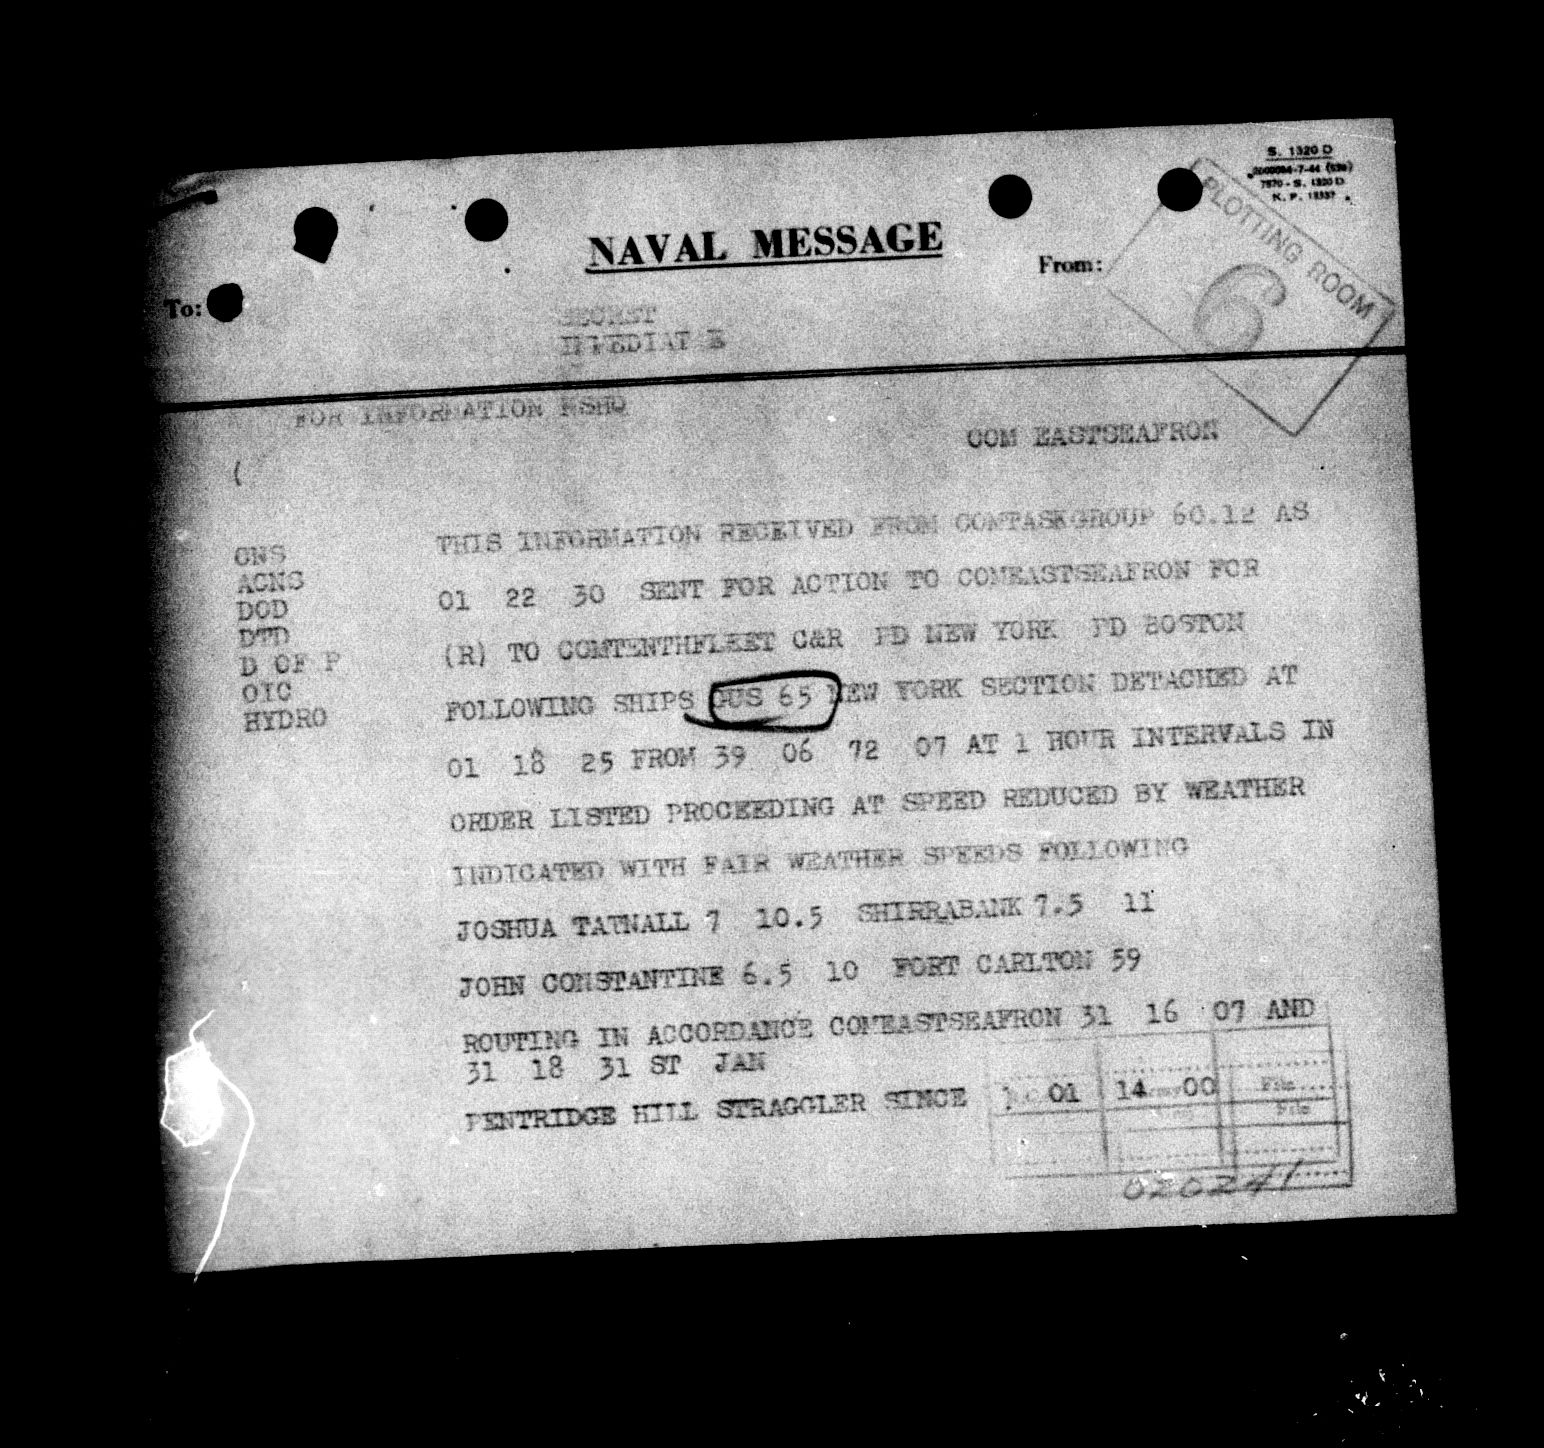 S. 1320 D
7870 - S. 1320 D
NAVAL MESSAGE
PLOTTING ROOM
6
To:
From:
SECRET
IMMEDIATE
FOR INFORMATION NSHQ
COM EASTSEAFRON
(
CNS
ACNS
DOD
DTD
D OF P
OIC
HYDRO
THIS INFORMATION RECEIVED FROM COMTASKGROUP 60.12 AS
01 22 30 SENT FOR ACTION TO COMEASTSEAFRON FOR
(R) TO COMTENTHFLEET C&R PD NEW YORK PD BOSTON
FOLLOWING SHIPS GUS 65 NEW YORK SECTION DETACHED AT
01 18 25 FROM 39 06 72 07 AT 1 HOUR INTERVALS IN
ORDER LISTED PROCEEDING AT SPEED REDUCED BY WEATHER
INDICATED WITH FAIR WEATHER SPEEDS FOLLOWING
JOSHUA TATNALL 7 10.5 SHIRRABANK 7.5 11
JOHN CONSTANTINE 6.5 10 FORT CARLTON 59
ROUTING IN ACCORDANCE COMEASTSEAFRON 31 16 07 AND
31 18 31 ST JAN
PENTRIDGE HILL STRAGGLER SINCE 01 14 00
File
File
020241